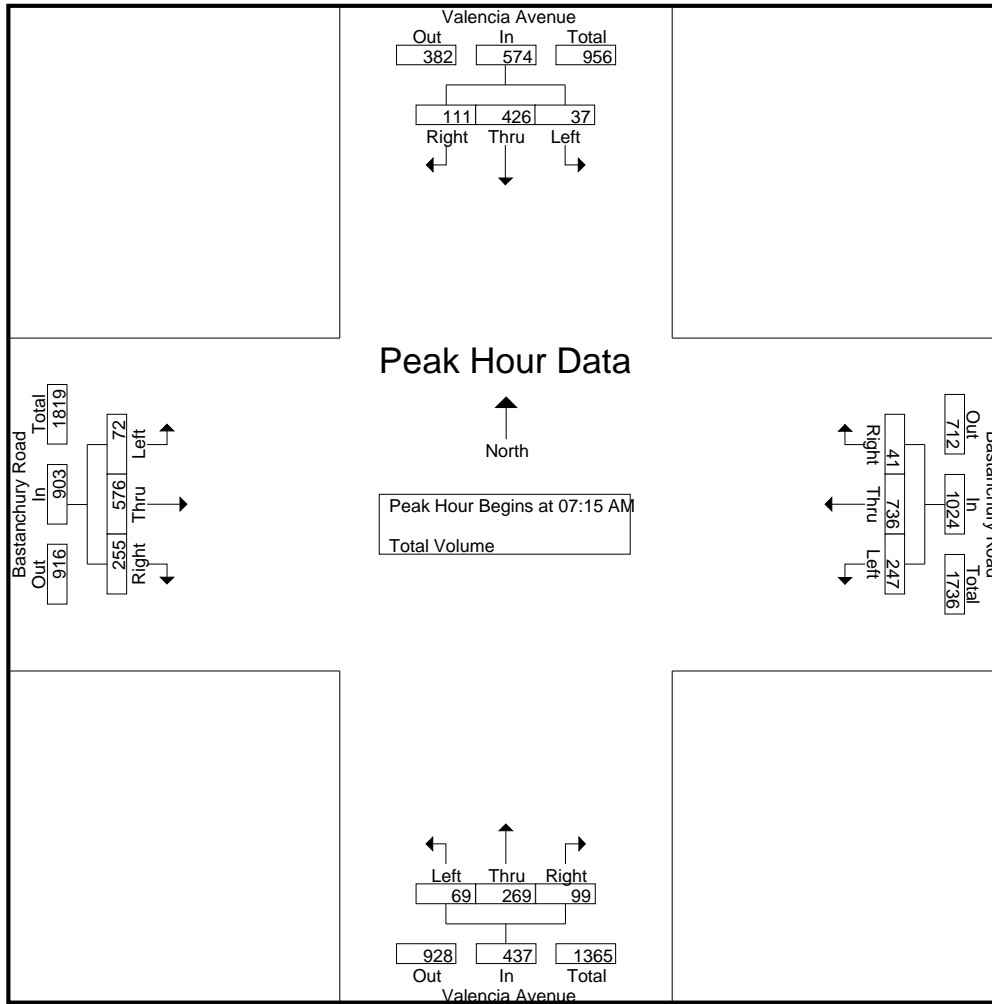 Valencia Avenue
Out In Total
382 574 956
111 426 37
Right Thru Left
Peak Hour Data
North
Peak Hour Begins at 07:15 AM
Total Volume
Bastanchury Road
Out In Total
916 903 1819
255 576 72
Right Thru Left
Bastanchury Road
Out In Total
712 1024 1736
41 736 247
Right Thru Left
Left Thru Right
69 269 99
928 437 1365
Out In Total
Valencia Avenue